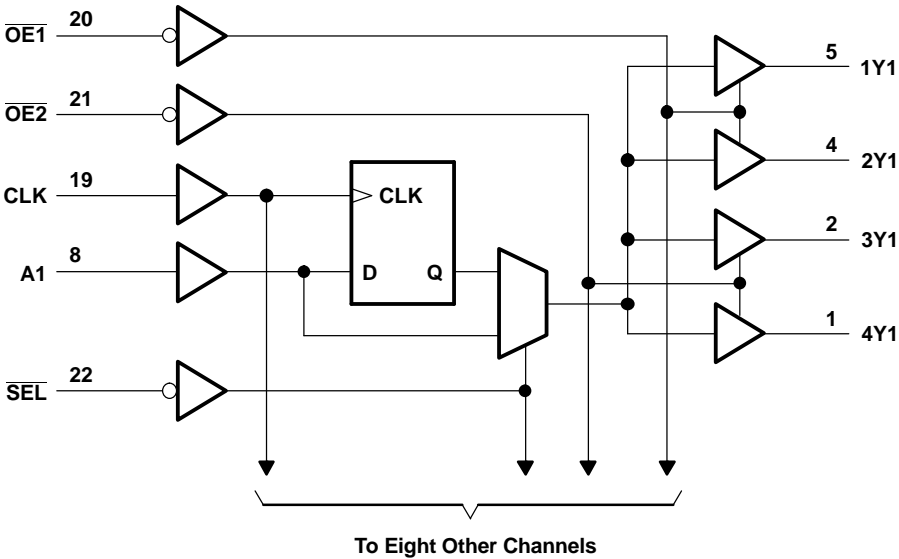 OE1
20
OE2
21
CLK
19
A1
8
SEL
22
CLK
D
Q
5
1Y1
4
2Y1
2
3Y1
1
4Y1
To Eight Other Channels